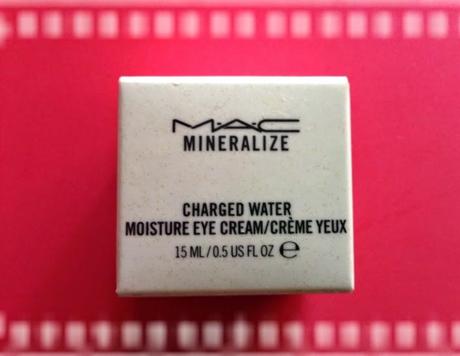 M·A·C
MINERALIZE
CHARGED WATER
MOISTURE EYE CREAM/CRÈME YEUX
15 ML/0.5 US FL OZ ℮